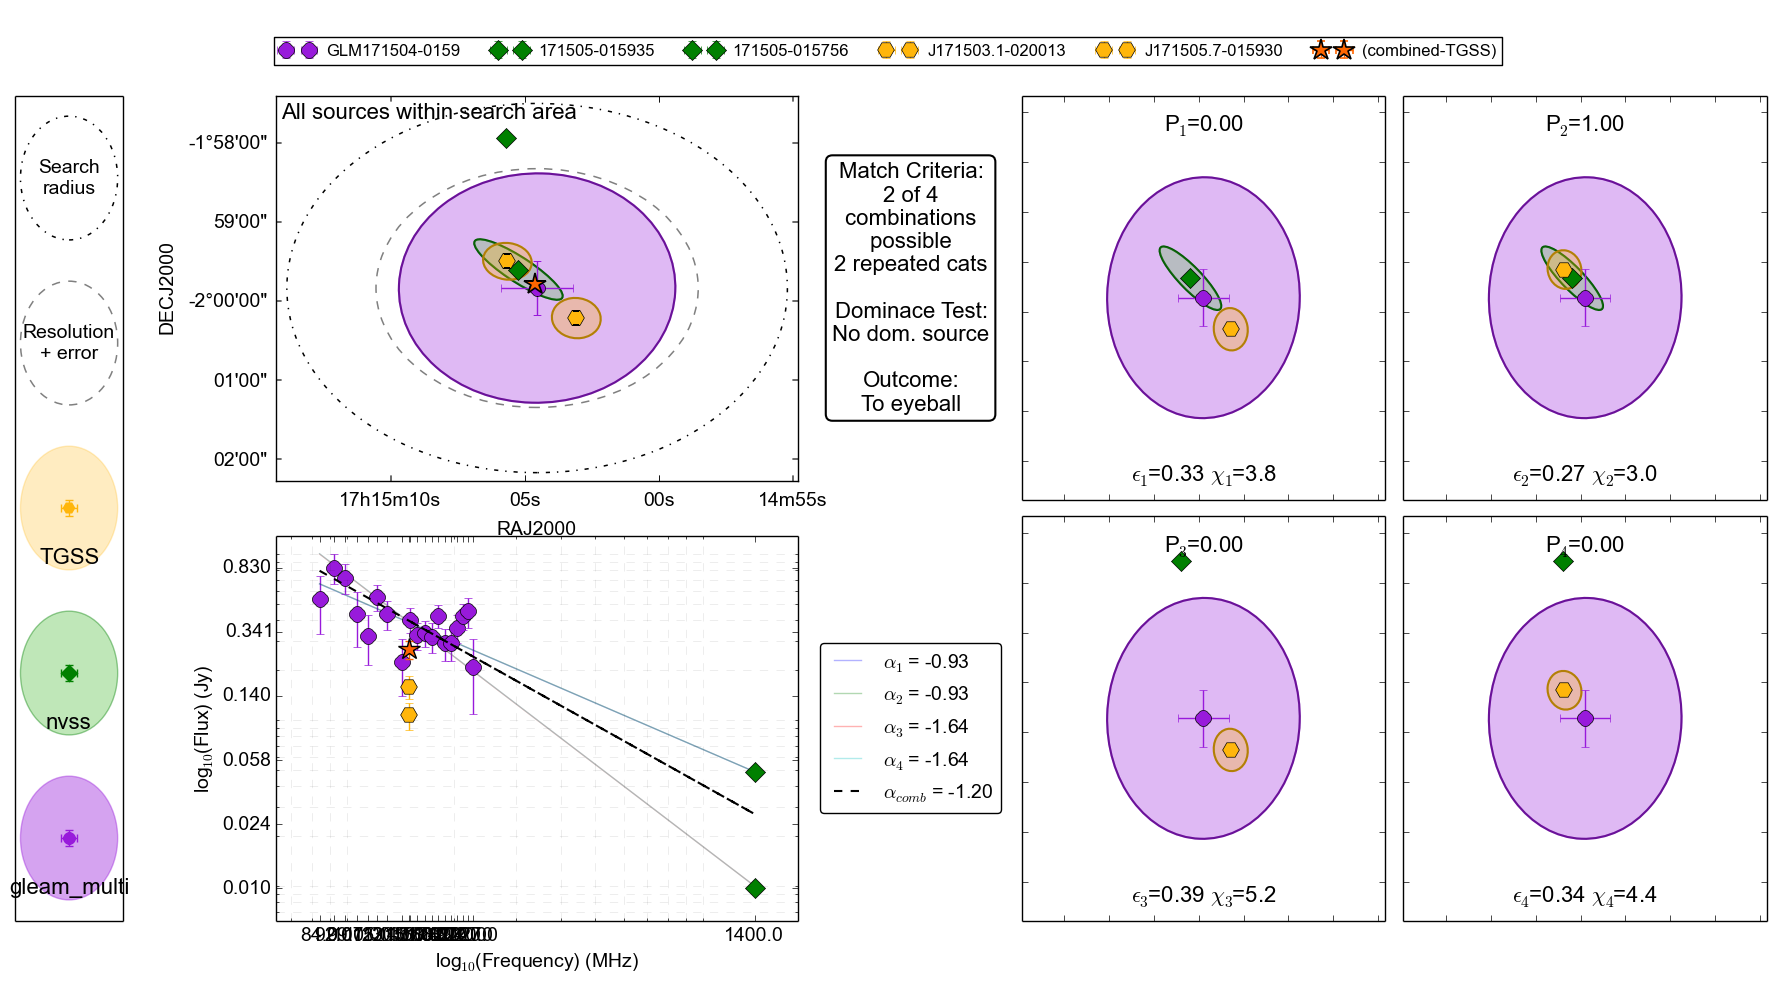 GLM171504-0159 171505-015935 171505-015756 J171503.1-020013 J171505.7-015930 (combined-TGSS)
Search
radius
Resolution
+ error
TGSS
nvss
gleam_multi
All sources within search area
DECJ2000
-1°58'00"
59'00"
-2°00'00"
01'00"
02'00"
17h15m10s 05s 00s 14m55s
RAJ2000
Match Criteria:
2 of 4
combinations
possible
2 repeated cats
Dominace Test:
No dom. source
Outcome:
To eyeball
P1=0.00
ϵ1=0.33 χ1=3.8
P2=1.00
ϵ2=0.27 χ2=3.0
log10(Flux) (Jy)
0.830
0.341
0.140
0.058
0.024
0.010
1400.0
log10(Frequency) (MHz)
α1 = -0.93
α2 = -0.93
α3 = -1.64
α4 = -1.64
αcomb = -1.20
P3=0.00
ϵ3=0.39 χ3=5.2
P4=0.00
ϵ4=0.34 χ4=4.4